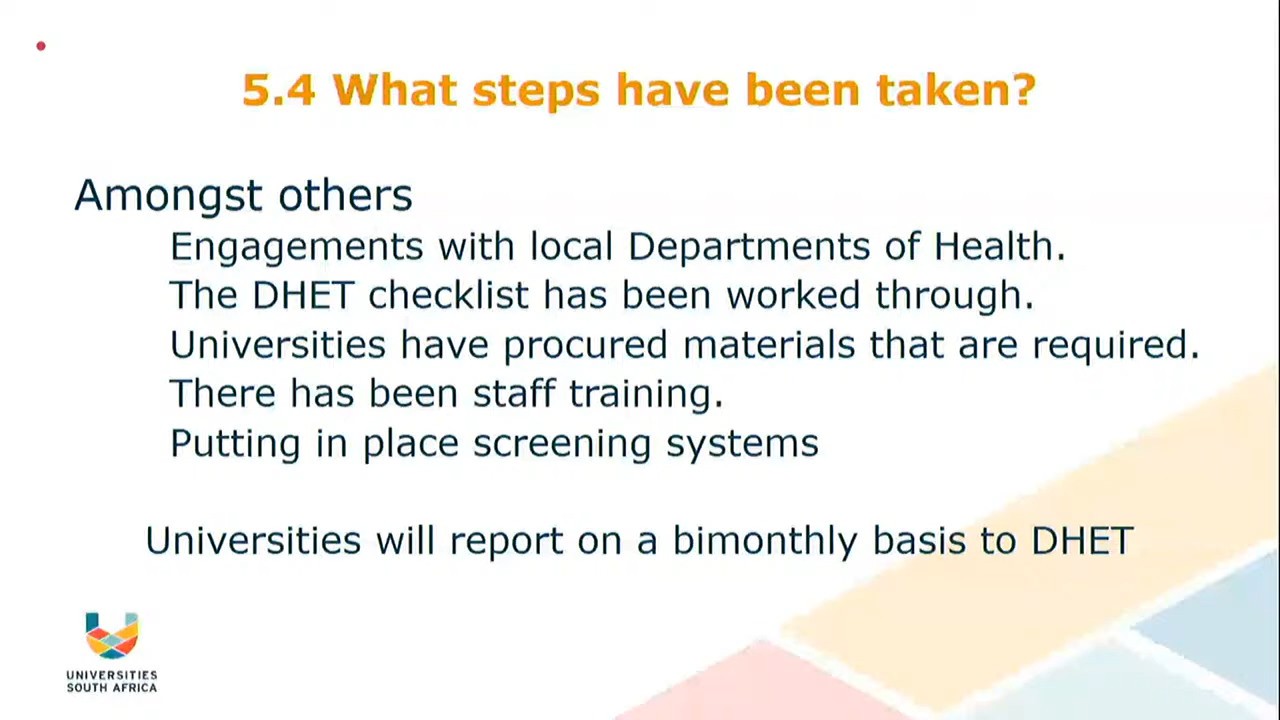 5.4 What steps have been taken?
Amongst others
Engagements with local Departments of Health.
The DHET checklist has been worked through.
Universities have procured materials that are required.
There has been staff training.
Putting in place screening systems
Universities will report on a bimonthly basis to DHET
UNIVERSITIES
SOUTH AFRICA